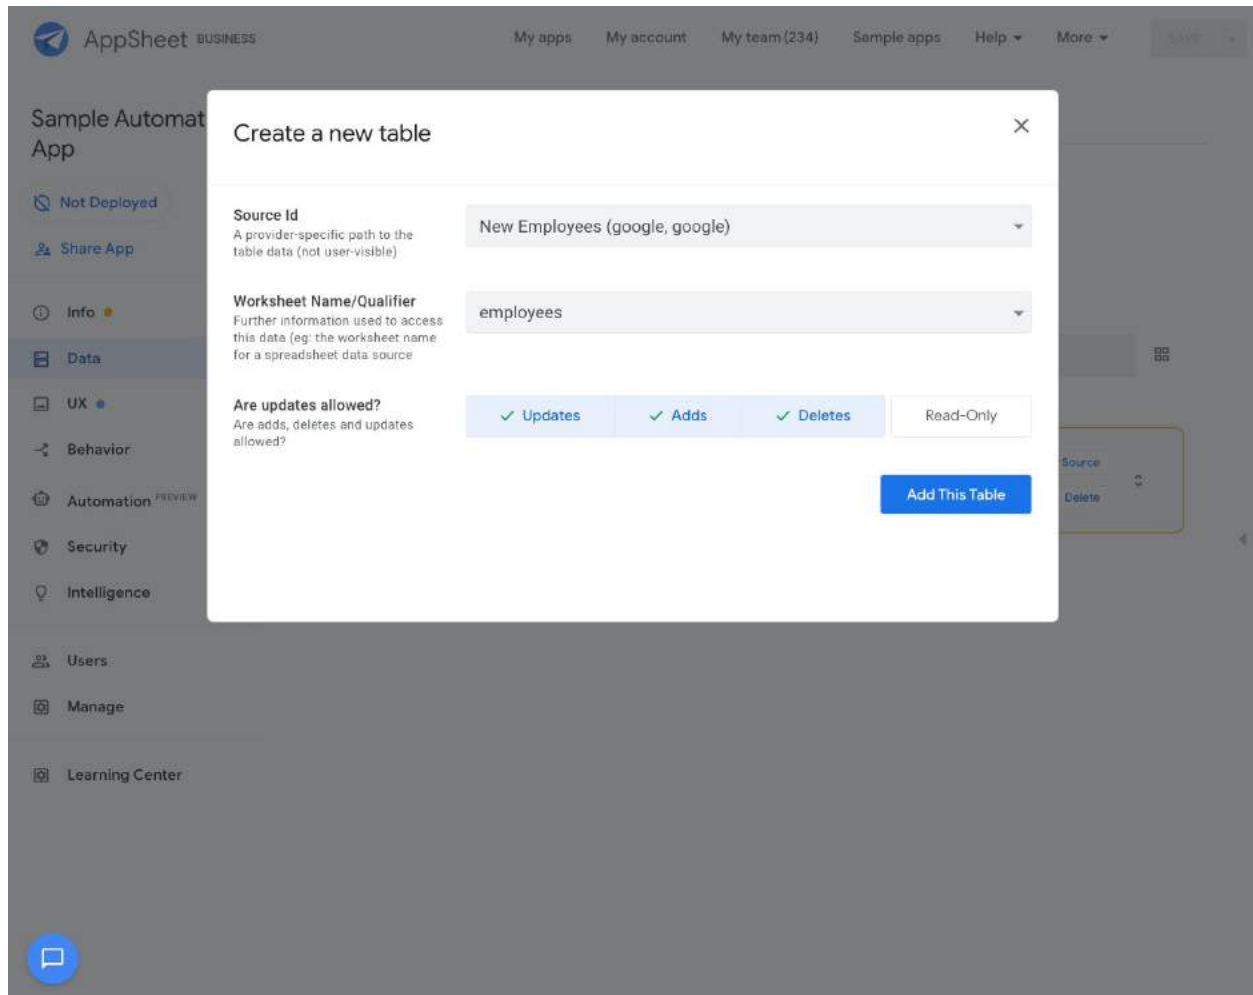 AppSheet BUSINESS
My apps My account My team (234) Sample apps Help More SAVE
Sample Automat
App
Not Deployed
Share App
Info
Data
UX
Behavior
Automation PREVIEW
Security
Intelligence
Users
Manage
Learning Center
Create a new table
Source Id
A provider-specific path to the
table data (not user-visible)
New Employees (google, google)
Worksheet Name/Qualifier
Further information used to access
this data (eg: the worksheet name
for a spreadsheet data source
employees
Are updates allowed?
Are adds, deletes and updates
allowed?
Updates Adds Deletes Read-Only
Add This Table
Source
Delete